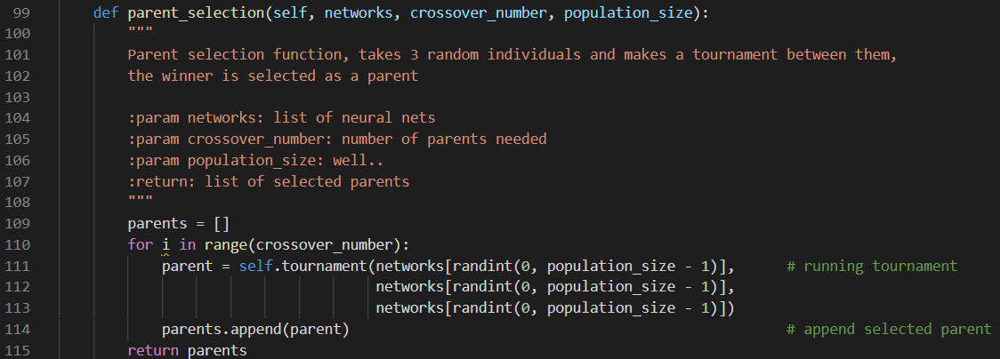 99 def parent_selection(self, networks, crossover_number, population_size):
100 """
101 Parent selection function, takes 3 random individuals and makes a tournament between them,
102 the winner is selected as a parent
103
104 :param networks: list of neural nets
105 :param crossover_number: number of parents needed
106 :param population_size: well..
107 :return: list of selected parents
108 """
109 parents = []
110 for i in range(crossover_number):
111 parent = self.tournament(networks[randint(0, population_size - 1)], # running tournament
112 networks[randint(0, population_size - 1)],
113 networks[randint(0, population_size - 1)])
114 parents.append(parent) # append selected parent
115 return parents